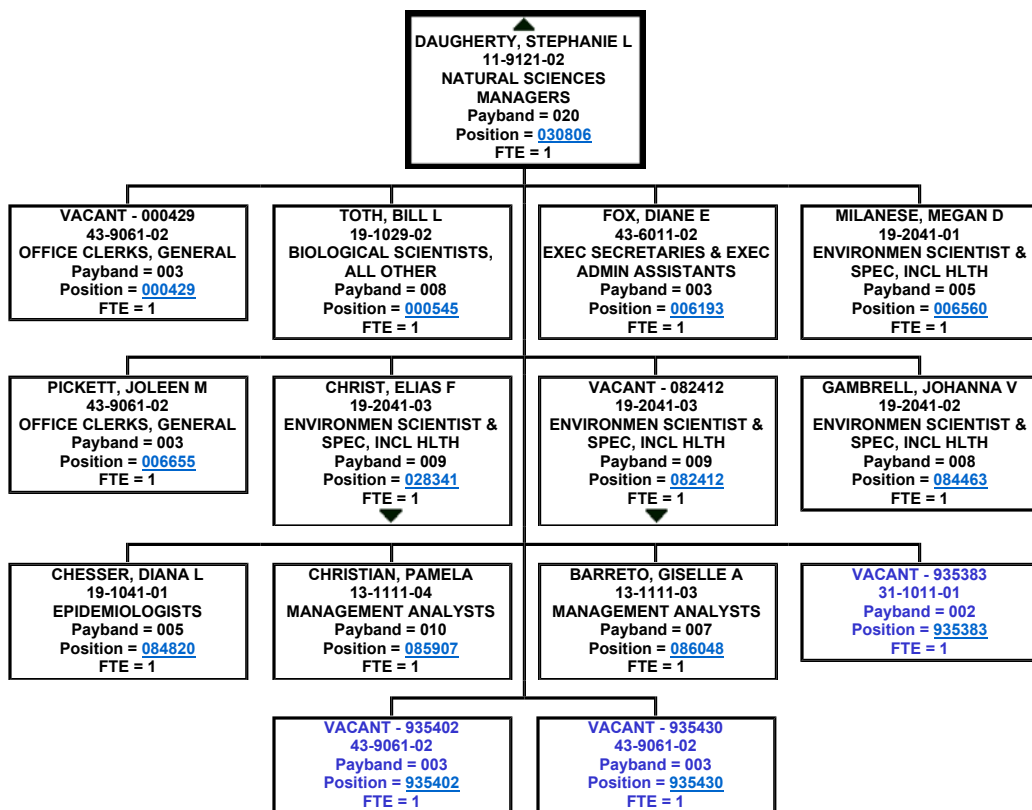 DAUGHERTY, STEPHANIE L
11-9121-02
NATURAL SCIENCES
MANAGERS
Payband = 020
Position = 030806
FTE = 1
VACANT - 000429
43-9061-02
OFFICE CLERKS, GENERAL
Payband = 003
Position = 000429
FTE = 1
TOTH, BILL L
19-1029-02
BIOLOGICAL SCIENTISTS,
ALL OTHER
Payband = 008
Position = 000545
FTE = 1
FOX, DIANE E
43-6011-02
EXEC SECRETARIES & EXEC
ADMIN ASSISTANTS
Payband = 003
Position = 006193
FTE = 1
MILANESE, MEGAN D
19-2041-01
ENVIRONMEN SCIENTIST &
SPEC, INCL HLTH
Payband = 005
Position = 006560
FTE = 1
PICKETT, JOLEEN M
43-9061-02
OFFICE CLERKS, GENERAL
Payband = 003
Position = 006655
FTE = 1
CHRIST, ELIAS F
19-2041-03
ENVIRONMEN SCIENTIST &
SPEC, INCL HLTH
Payband = 009
Position = 028341
FTE = 1
VACANT - 082412
19-2041-03
ENVIRONMEN SCIENTIST &
SPEC, INCL HLTH
Payband = 009
Position = 082412
FTE = 1
GAMBRELL, JOHANNA V
19-2041-02
ENVIRONMEN SCIENTIST &
SPEC, INCL HLTH
Payband = 008
Position = 084463
FTE = 1
CHESSER, DIANA L
19-1041-01
EPIDEMIOLOGISTS
Payband = 005
Position = 084820
FTE = 1
CHRISTIAN, PAMELA
13-1111-04
MANAGEMENT ANALYSTS
Payband = 010
Position = 085907
FTE = 1
BARRETO, GISELLE A
13-1111-03
MANAGEMENT ANALYSTS
Payband = 007
Position = 086048
FTE = 1
VACANT - 935383
31-1011-01
Payband = 002
Position = 935383
FTE = 1
VACANT - 935402
43-9061-02
Payband = 003
Position = 935402
FTE = 1
VACANT - 935430
43-9061-02
Payband = 003
Position = 935430
FTE = 1